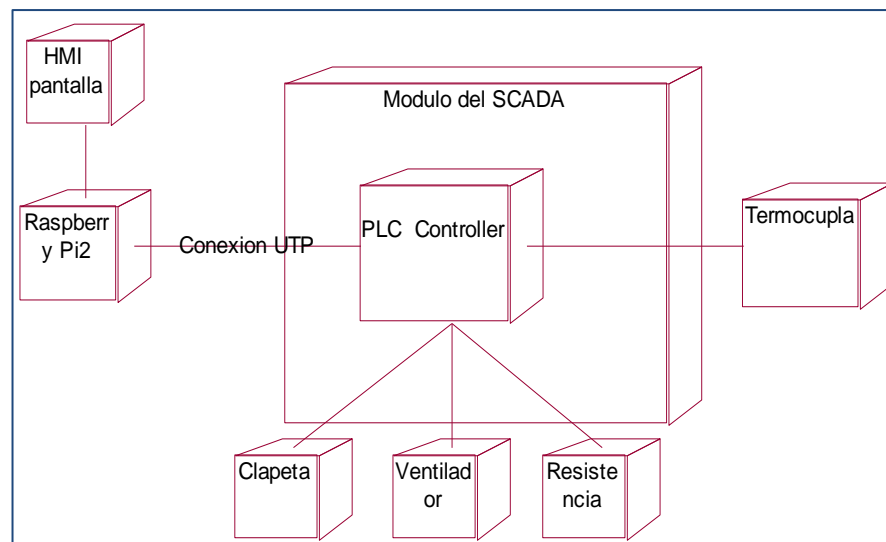 HMI
pantalla
Modulo del SCADA
Raspberr
y Pi2
Conexion UTP
PLC Controller
Termocupla
Clapeta
Ventilad
or
Resiste
ncia